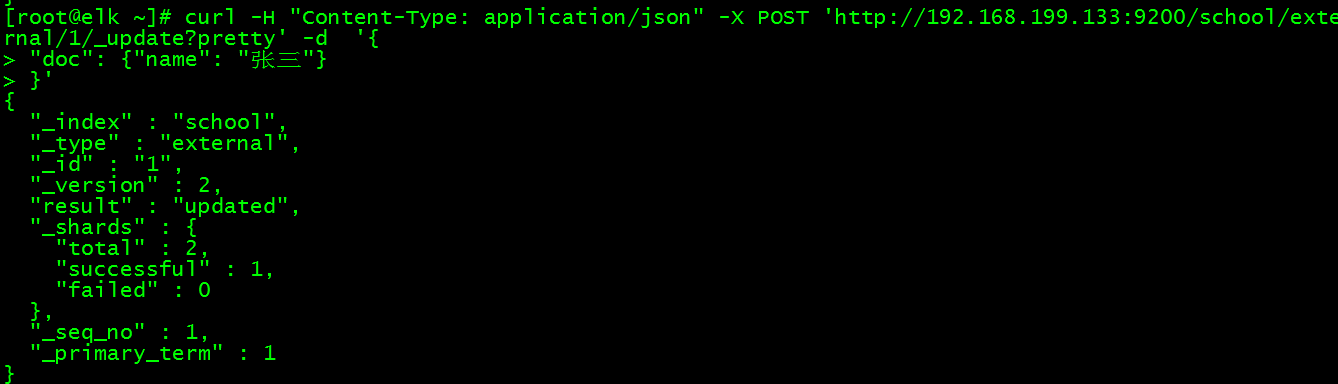 [root@elk ~]# curl -H "Content-Type: application/json" -X POST 'http://192.168.199.133:9200/school/exte
rnal/1/_update?pretty' -d  '{
> "doc": {"name": "张三"}
> }'
{
  "_index" : "school",
  "_type" : "external",
  "_id" : "1",
  "_version" : 2,
  "result" : "updated",
  "_shards" : {
    "total" : 2,
    "successful" : 1,
    "failed" : 0
  },
  "_seq_no" : 1,
  "_primary_term" : 1
}